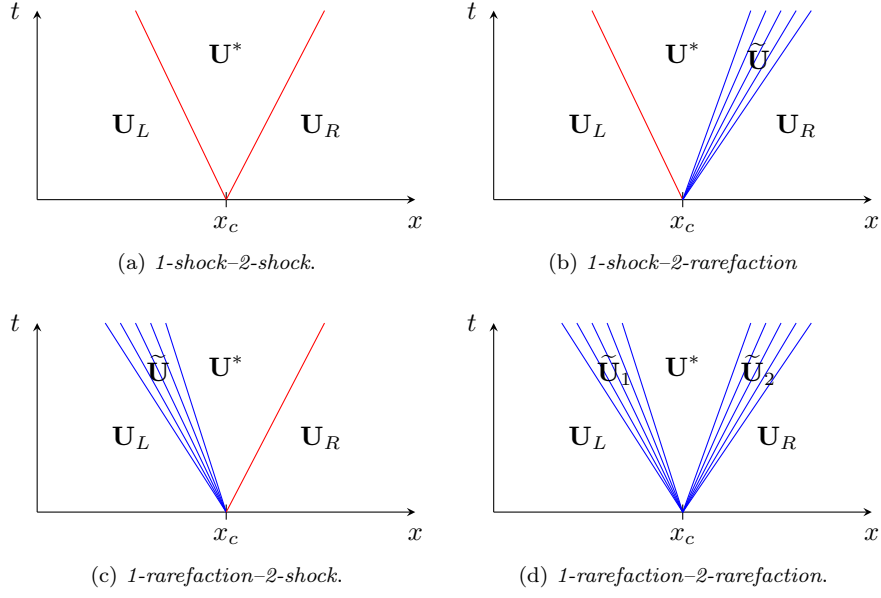 t
U*
U_L
U_R
x_c
x
(a) 1-shock–2-shock.
t
U*
Ũ
U_L
U_R
x_c
x
(b) 1-shock–2-rarefaction
t
Ũ
U*
U_L
U_R
x_c
x
(c) 1-rarefaction–2-shock.
t
Ũ_1
U*
Ũ_2
U_L
U_R
x_c
x
(d) 1-rarefaction–2-rarefaction.